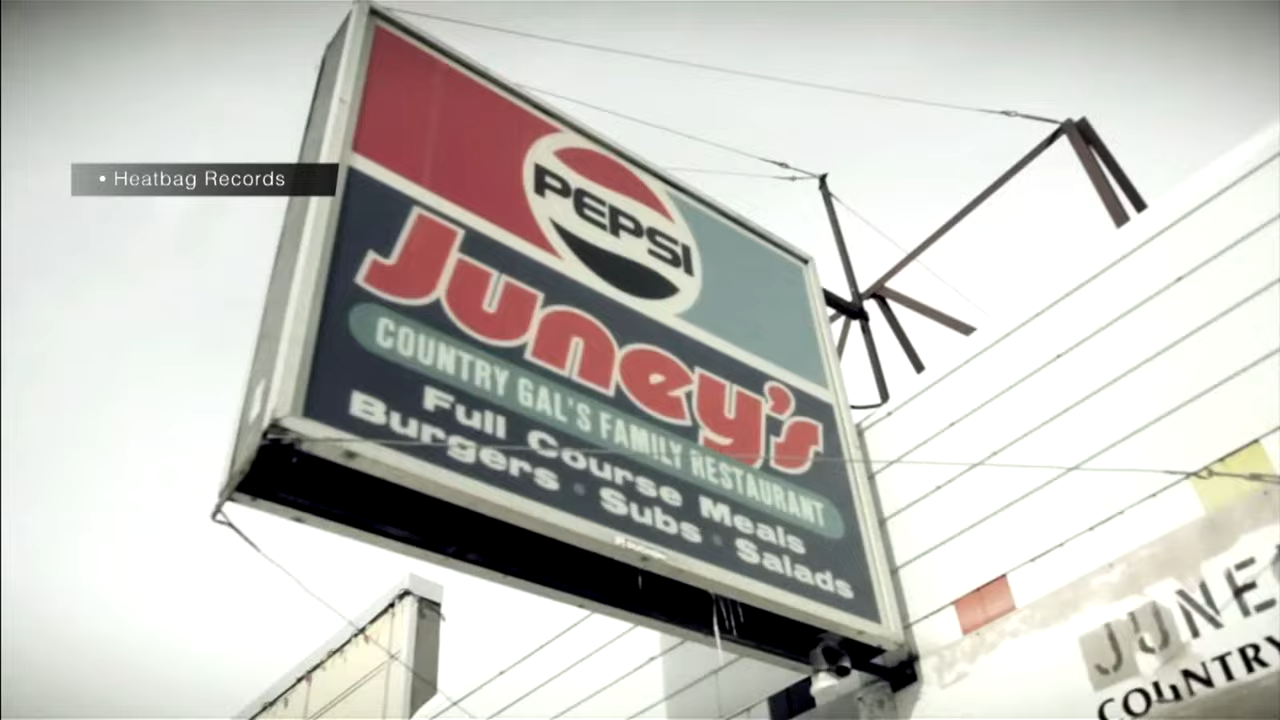 • Heatbag Records
PEPSI
Juney's
COUNTRY GAL'S FAMILY RESTAURANT
Full Course Meals
Burgers • Subs • Salads
JUNE
COUNTRY